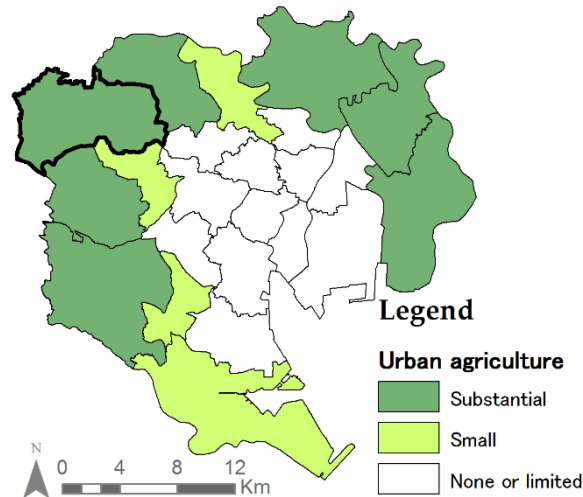 Legend
Urban agriculture
Substantial
Small
None or limited
N
0 4 8 12
Km